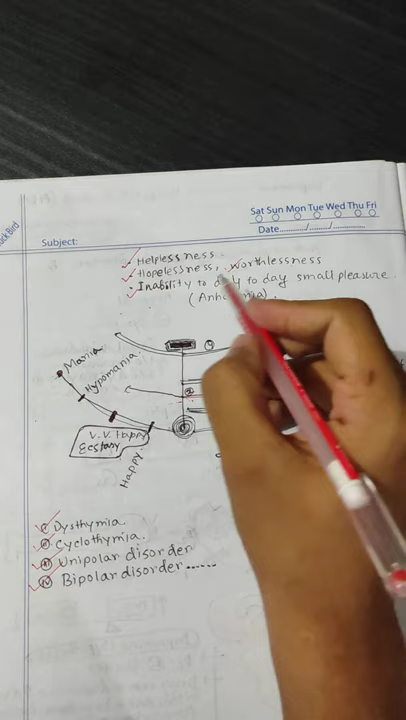 Sat Sun Mon Tue Wed Thu Fri
Subject:
Date............/............/............
Helplessness.
Hopelessness, worthlessness
Inability to day to day small pleasure.
Mania
Hypomania.
V.V. Happy
Ecstasy
Happy.
(i) Dysthymia.
Cyclothymia.
Unipolar disorder
(iv) Bipolar disorder ......